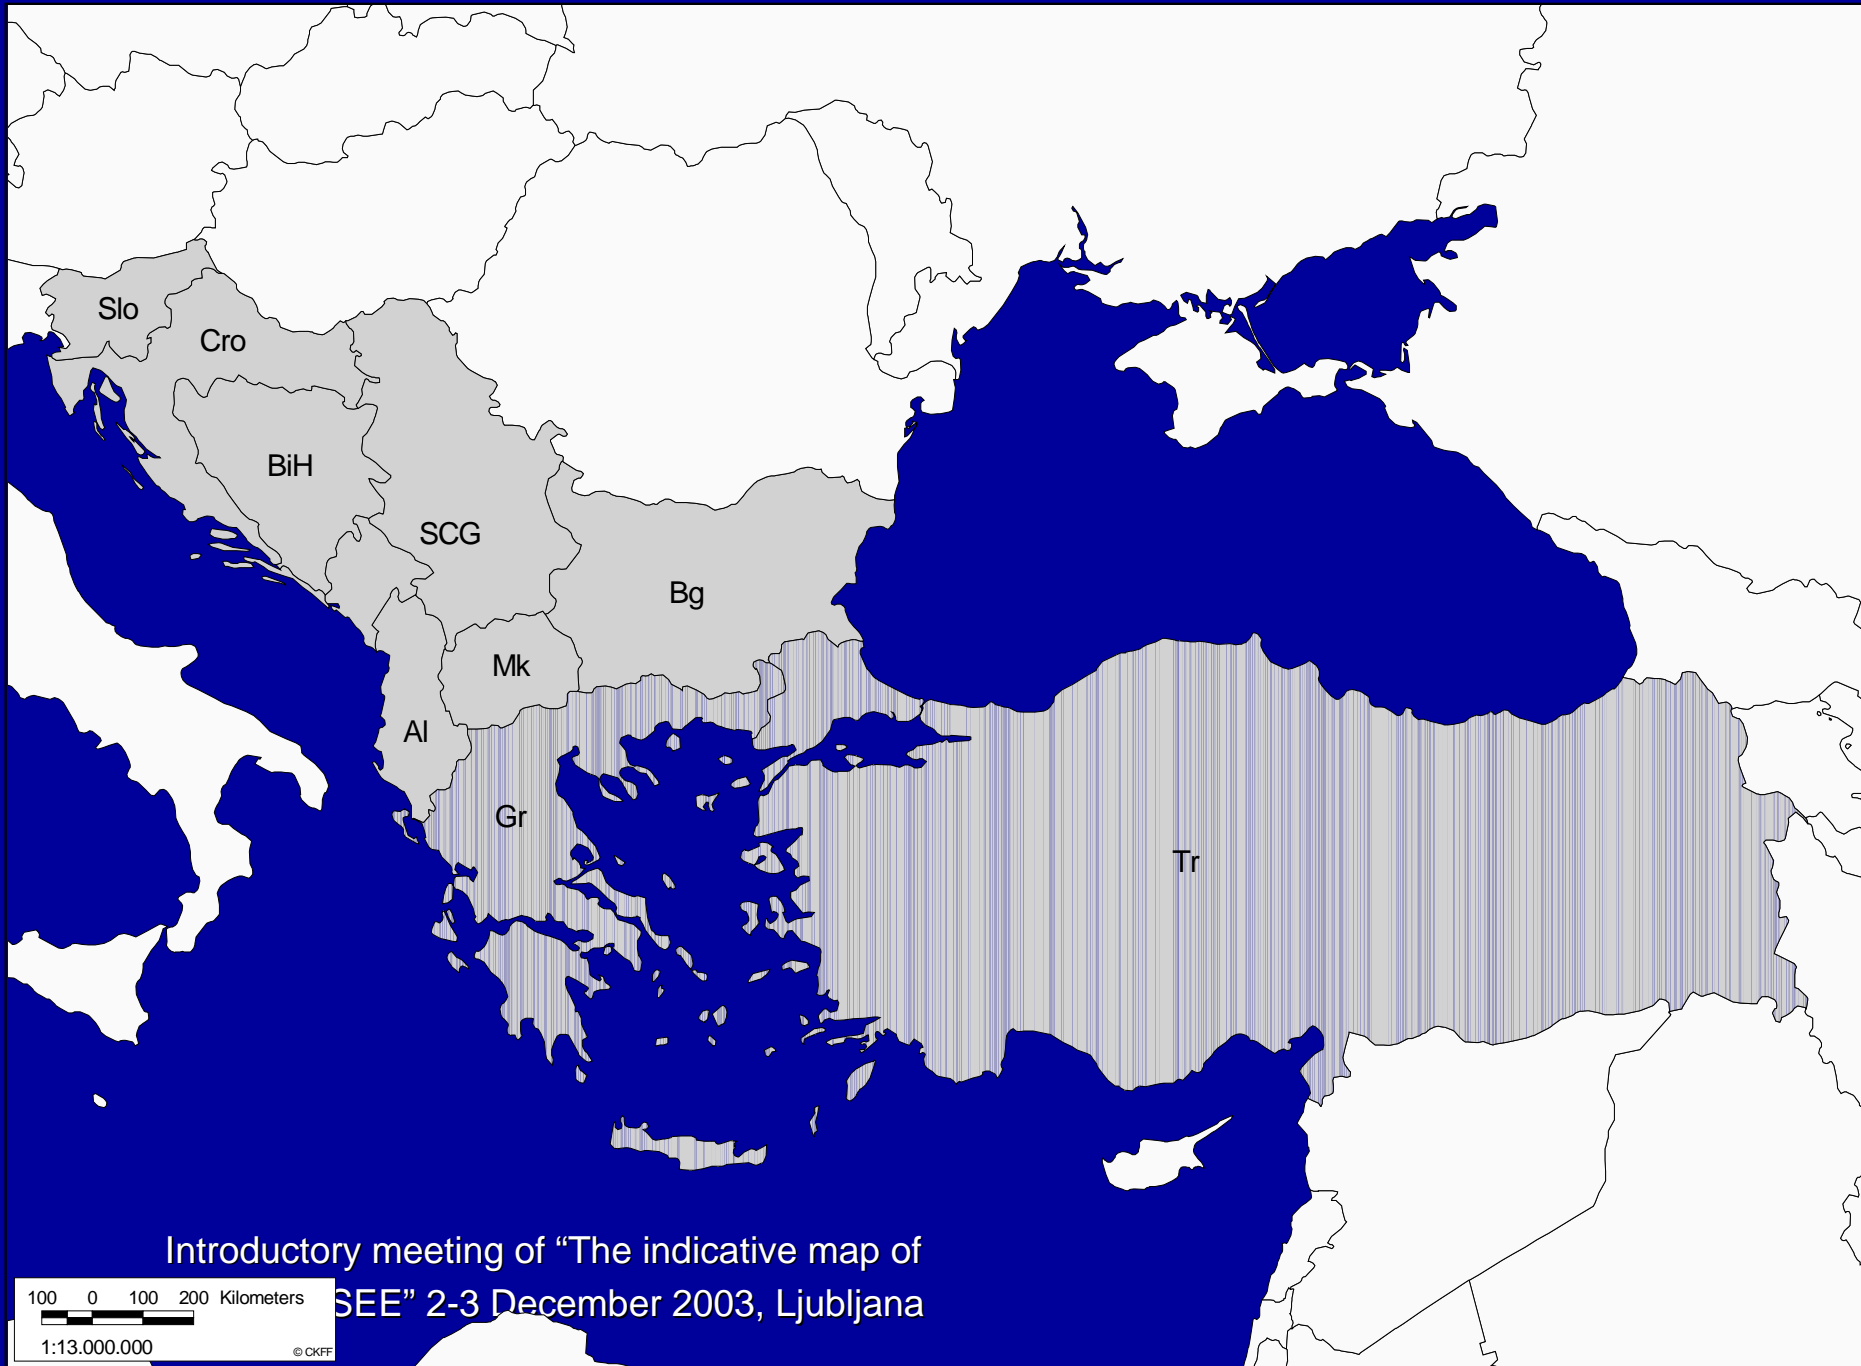 Slo
Cro
BiH
SCG
Bg
Mk
Al
Gr
Tr
Introductory meeting of “The indicative map of
SEE” 2-3 December 2003, Ljubljana
100 0 100 200 Kilometers
1:13.000.000
© CKFF